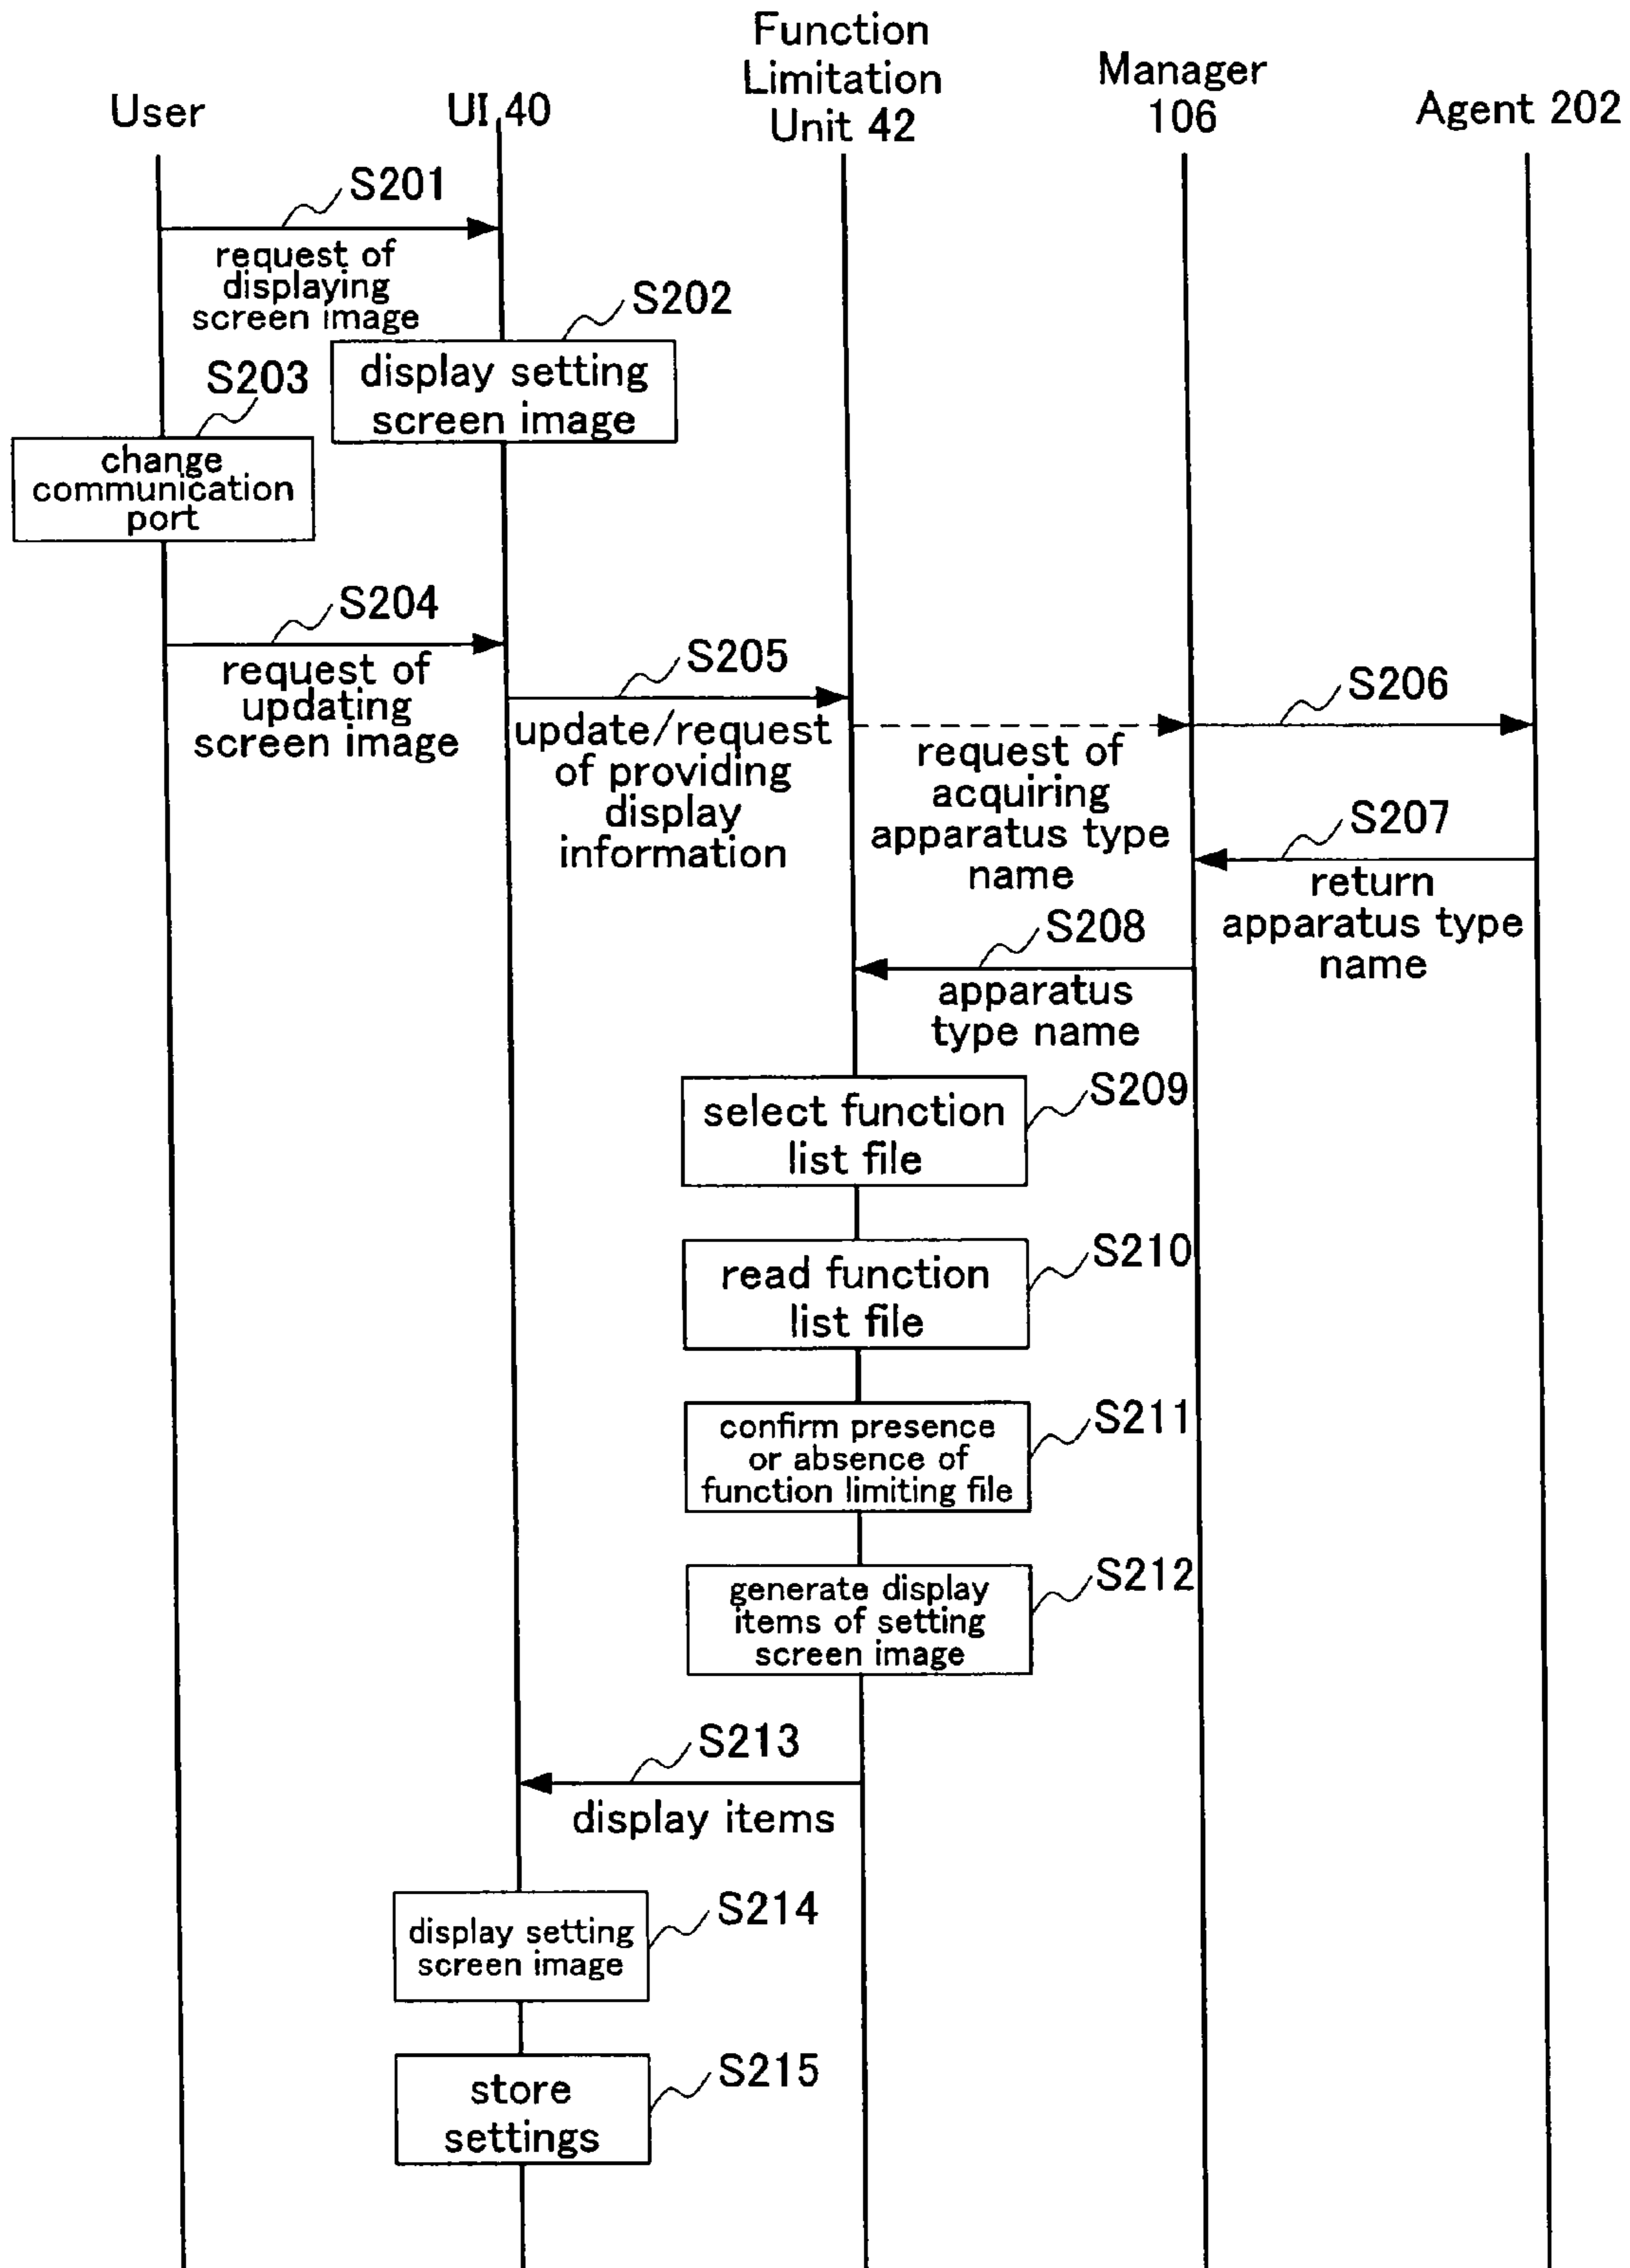 User
UI 40
Function
Limitation
Unit 42
Manager
106
Agent 202
S201
request of
displaying
screen image
S202
display setting
screen image
S203
change
communication
port
S204
request of
updating
screen image
S205
update/request
of providing
display
information
S206
request of
acquiring
apparatus type
name
S207
return
apparatus type
name
S208
apparatus
type name
S209
select function
list file
S210
read function
list file
S211
confirm presence
or absence of
function limiting file
S212
generate display
items of setting
screen image
S213
display items
S214
display setting
screen image
S215
store
settings